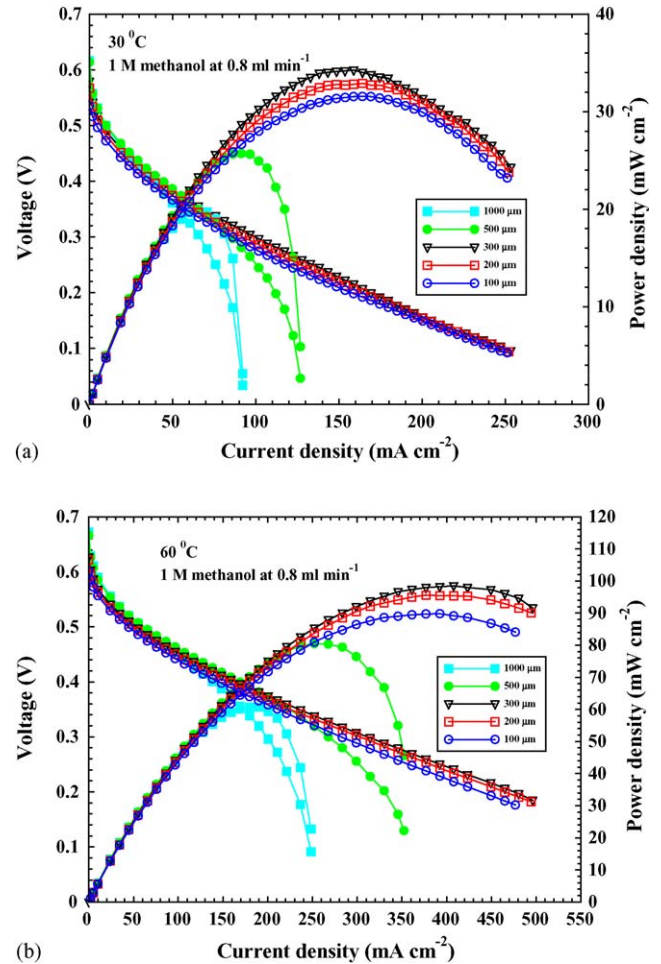 30 ⁰C
1 M methanol at 0.8 ml min⁻¹
0.7
0.6
0.5
0.4
0.3
0.2
0.1
0
Voltage (V)
40
30
20
10
0
Power density (mW cm⁻²)
1000 µm
500 µm
300 µm
200 µm
100 µm
0 50 100 150 200 250 300
Current density (mA cm⁻²)
(a)
60 ⁰C
1 M methanol at 0.8 ml min⁻¹
0.7
0.6
0.5
0.4
0.3
0.2
0.1
0
Voltage (V)
120
110
100
90
80
70
60
50
40
30
20
10
0
Power density (mW cm⁻²)
1000 µm
500 µm
300 µm
200 µm
100 µm
0 50 100 150 200 250 300 350 400 450 500 550
Current density (mA cm⁻²)
(b)